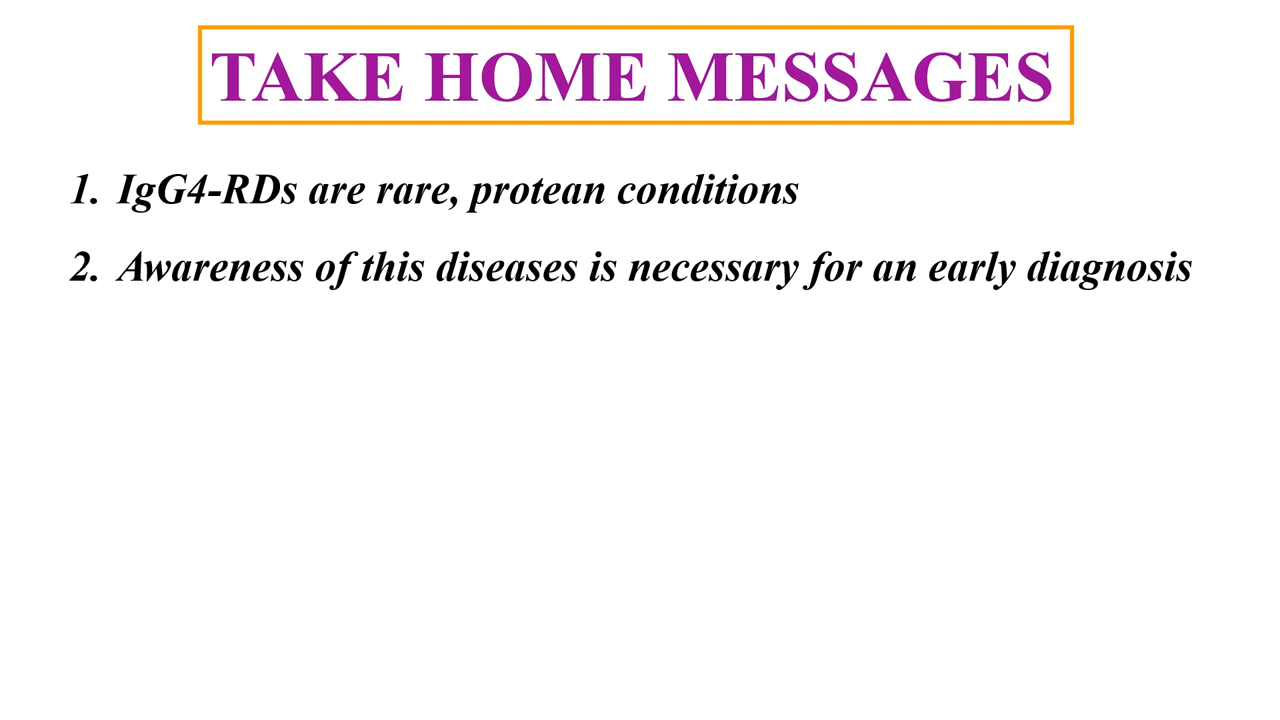 TAKE HOME MESSAGES
1. IgG4-RDs are rare, protean conditions
2. Awareness of this diseases is necessary for an early diagnosis